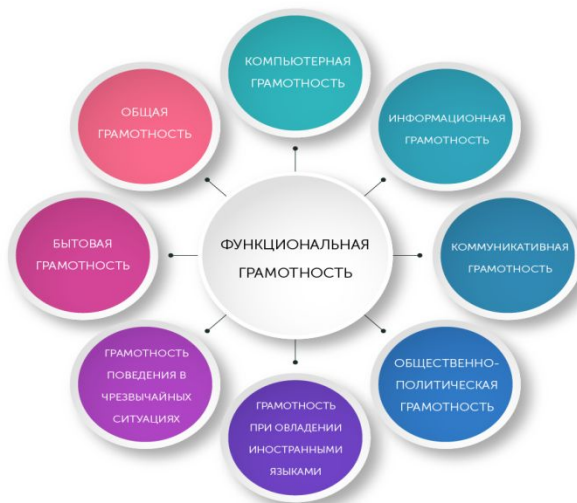 КОМПЬЮТЕРНАЯ
ГРАМОТНОСТЬ
ОБЩАЯ
ГРАМОТНОСТЬ
ИНФОРМАЦИОННАЯ
ГРАМОТНОСТЬ
БЫТОВАЯ
ГРАМОТНОСТЬ
ФУНКЦИОНАЛЬНАЯ
ГРАМОТНОСТЬ
КОММУНИКАТИВНАЯ
ГРАМОТНОСТЬ
ГРАМОТНОСТЬ
ПОВЕДЕНИЯ В
ЧРЕЗВЫЧАЙНЫХ
СИТУАЦИЯХ
ОБЩЕСТВЕННО-
ПОЛИТИЧЕСКАЯ
ГРАМОТНОСТЬ
ГРАМОТНОСТЬ
ПРИ ОВЛАДЕНИИ
ИНОСТРАННЫМИ
ЯЗЫКАМИ